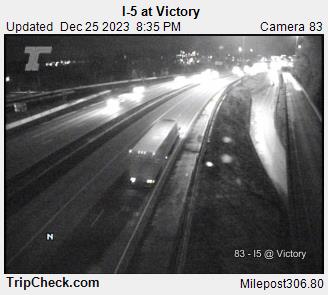 I-5 at Victory
Updated Dec 25 2023 8:35 PM Camera 83
T
N
83 - I5 @ Victory
TripCheck.com Milepost306.80